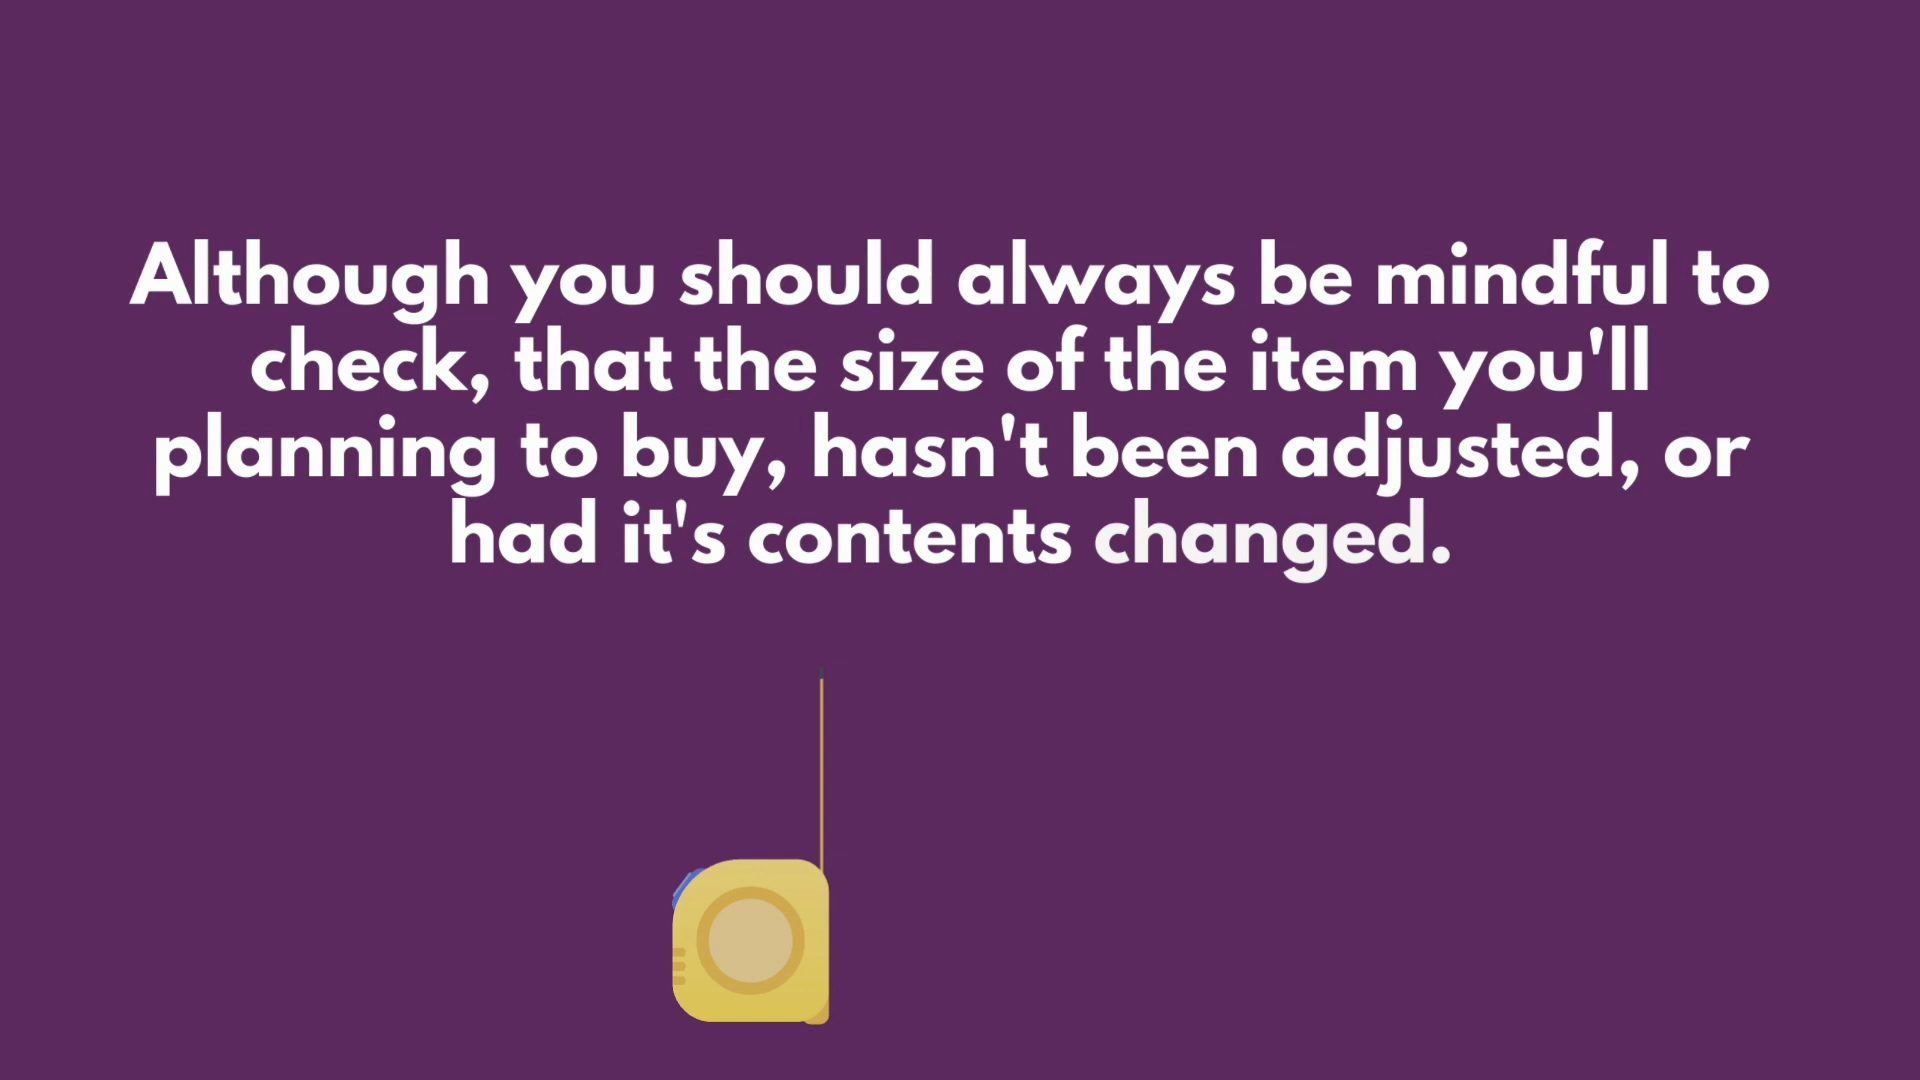 Although you should always be mindful to
check, that the size of the item you'll
planning to buy, hasn't been adjusted, or
had it's contents changed.